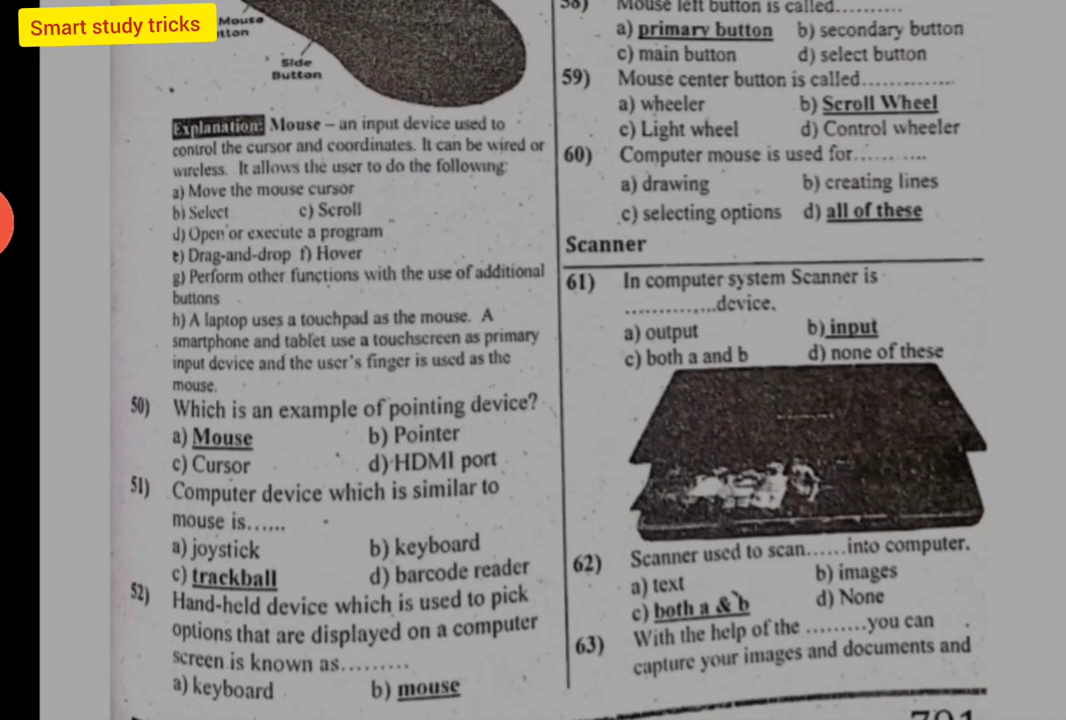 Smart study tricks
Mouse
tton
Side
Button
Explanation: Mouse – an input device used to
control the cursor and coordinates. It can be wired or
wireless. It allows the user to do the following:
a) Move the mouse cursor
b) Select c) Scroll
d) Open or execute a program
e) Drag-and-drop f) Hover
g) Perform other functions with the use of additional
buttons
h) A laptop uses a touchpad as the mouse. A
smartphone and tablet use a touchscreen as primary
input device and the user's finger is used as the
mouse.
50) Which is an example of pointing device?
a) Mouse b) Pointer
c) Cursor d) HDMI port
51) Computer device which is similar to
mouse is......
a) joystick b) keyboard
c) trackball d) barcode reader
52) Hand-held device which is used to pick
options that are displayed on a computer
screen is known as.........
a) keyboard b) mouse
58) Mouse left button is called..........
a) primary button b) secondary button
c) main button d) select button
59) Mouse center button is called..............
a) wheeler b) Scroll Wheel
c) Light wheel d) Control wheeler
60) Computer mouse is used for...... ....
a) drawing b) creating lines
c) selecting options d) all of these
Scanner
61) In computer system Scanner is
..............device.
a) output b) input
c) both a and b d) none of these
62) Scanner used to scan......into computer.
a) text b) images
c) both a & b d) None
63) With the help of the .........you can
capture your images and documents and